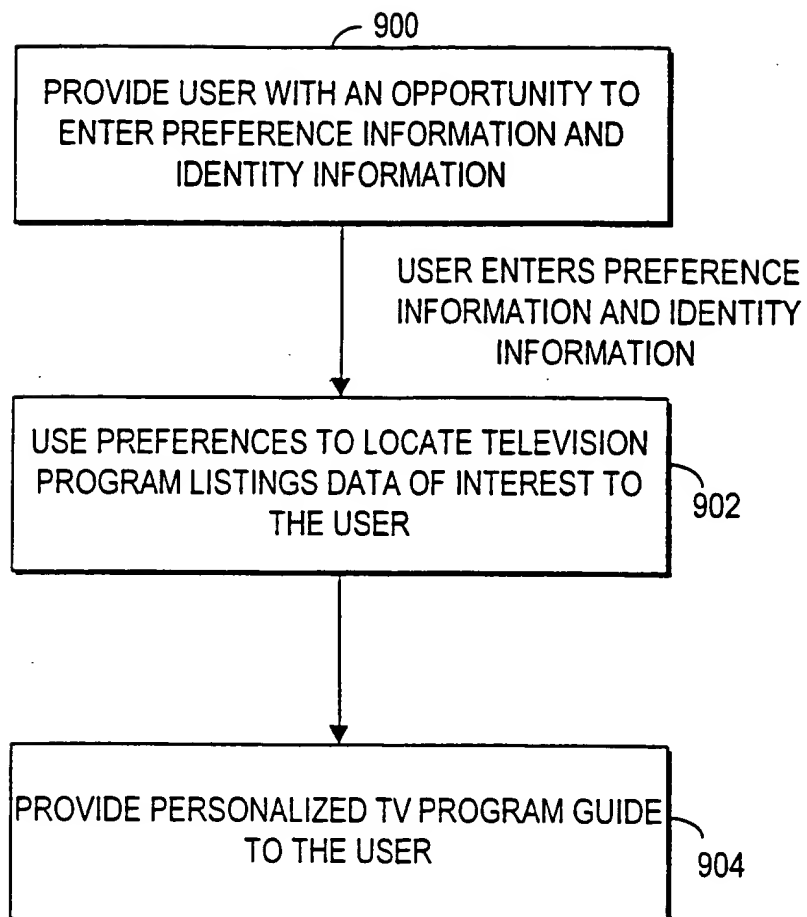 900
PROVIDE USER WITH AN OPPORTUNITY TO
ENTER PREFERENCE INFORMATION AND
IDENTITY INFORMATION
USER ENTERS PREFERENCE
INFORMATION AND IDENTITY
INFORMATION
USE PREFERENCES TO LOCATE TELEVISION
PROGRAM LISTINGS DATA OF INTEREST TO
THE USER
902
PROVIDE PERSONALIZED TV PROGRAM GUIDE
TO THE USER
904